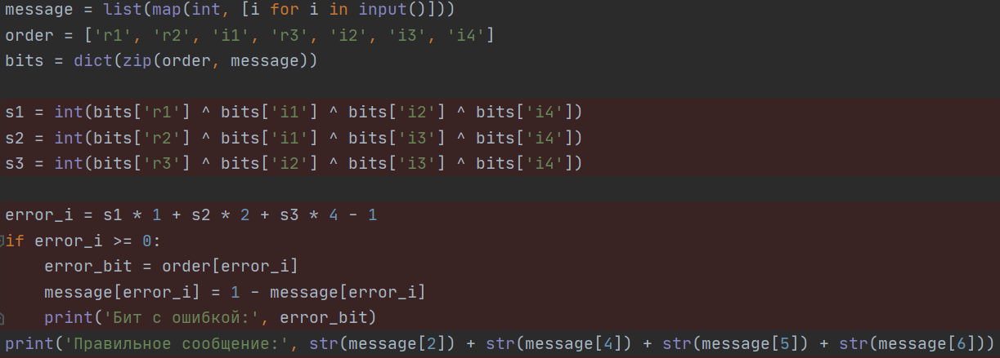 message = list(map(int, [i for i in input()]))
order = ['r1', 'r2', 'i1', 'r3', 'i2', 'i3', 'i4']
bits = dict(zip(order, message))
s1 = int(bits['r1'] ^ bits['i1'] ^ bits['i2'] ^ bits['i4'])
s2 = int(bits['r2'] ^ bits['i1'] ^ bits['i3'] ^ bits['i4'])
s3 = int(bits['r3'] ^ bits['i2'] ^ bits['i3'] ^ bits['i4'])
error_i = s1 * 1 + s2 * 2 + s3 * 4 - 1
if error_i >= 0:
    error_bit = order[error_i]
    message[error_i] = 1 - message[error_i]
    print('Бит с ошибкой:', error_bit)
print('Правильное сообщение:', str(message[2]) + str(message[4]) + str(message[5]) + str(message[6]))